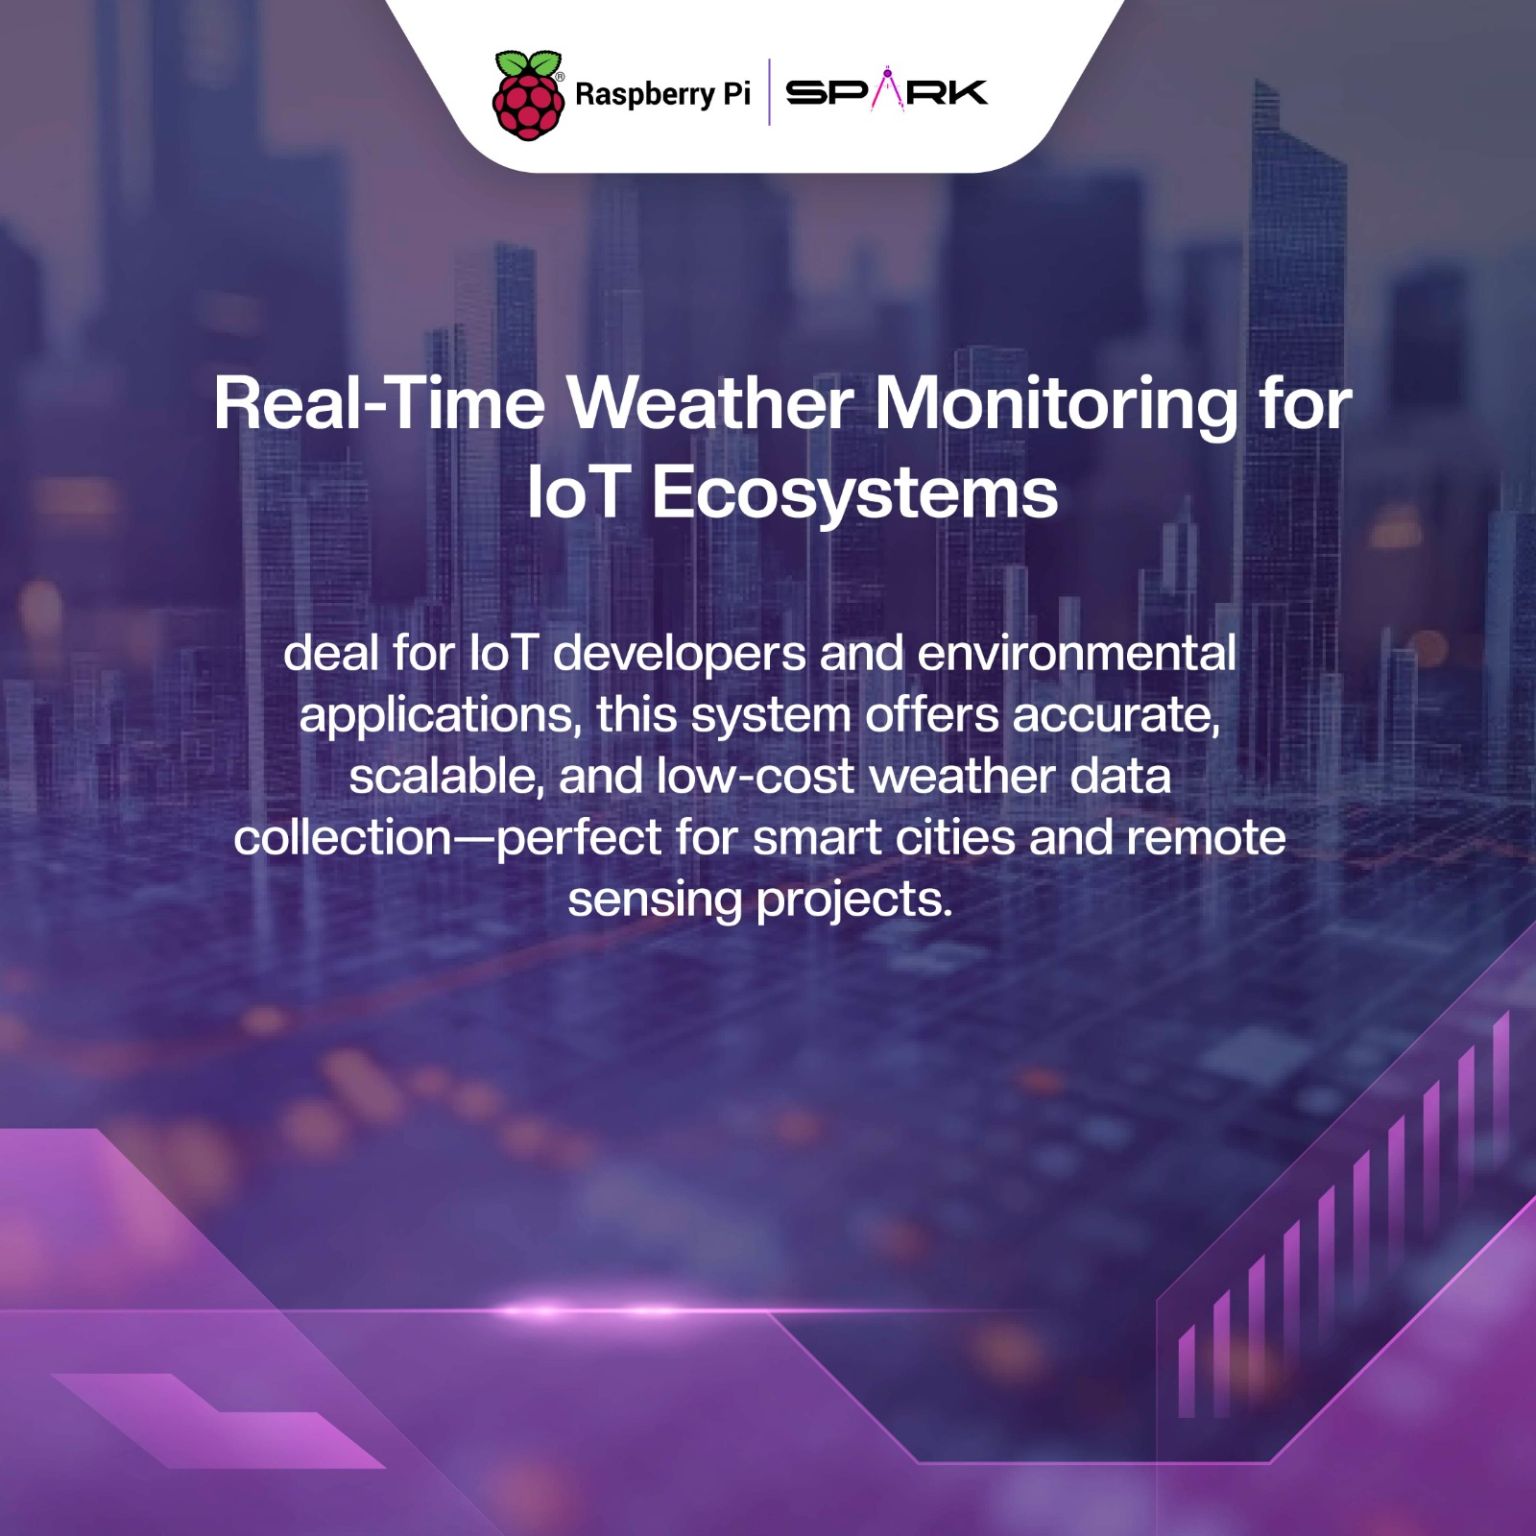 Raspberry Pi
SPARK
Real-Time Weather Monitoring for
IoT Ecosystems
deal for IoT developers and environmental
applications, this system offers accurate,
scalable, and low-cost weather data
collection—perfect for smart cities and remote
sensing projects.